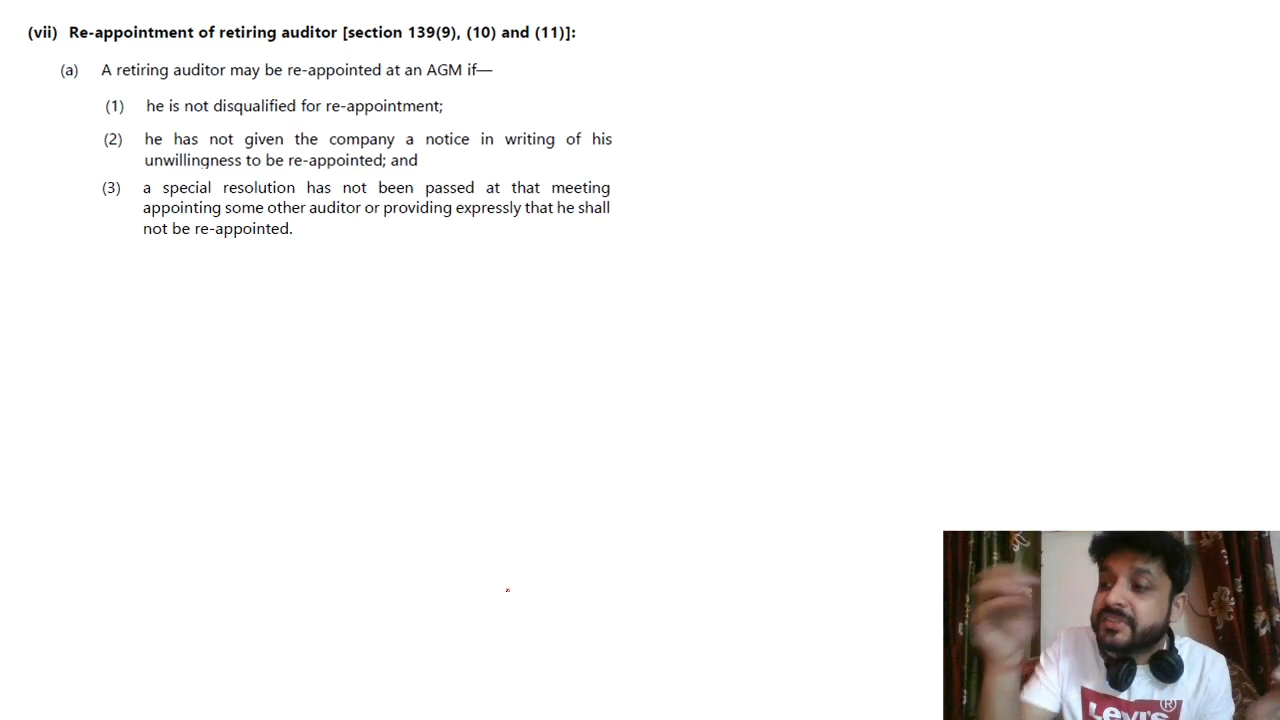 (vii) Re-appointment of retiring auditor [section 139(9), (10) and (11)]:
(a) A retiring auditor may be re-appointed at an AGM if—
(1) he is not disqualified for re-appointment;
(2) he has not given the company a notice in writing of his
unwillingness to be re-appointed; and
(3) a special resolution has not been passed at that meeting
appointing some other auditor or providing expressly that he shall
not be re-appointed.
Levi's ®